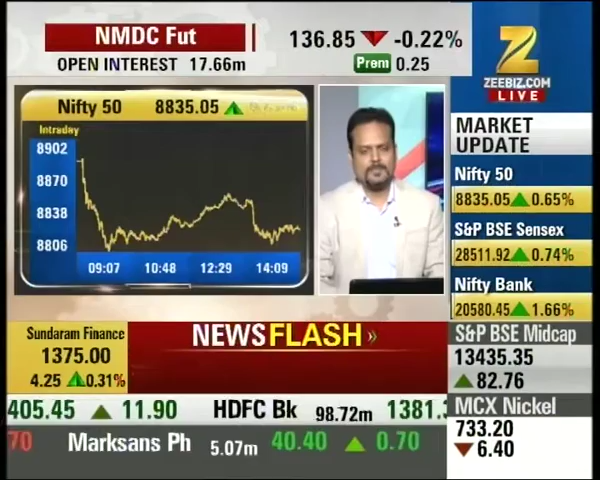 NMDC Fut
136.85 -0.22%
OPEN INTEREST 17.66m
Prem 0.25
Z
ZEEBIZ.COM
LIVE
Nifty 50 8835.05
Intraday
8902
8870
8838
8806
09:07 10:48 12:29 14:09
MARKET
UPDATE
Nifty 50
8835.05 0.65%
S&P BSE Sensex
28511.92 0.74%
Nifty Bank
20580.45 1.66%
S&P BSE Midcap
13435.35
82.76
MCX Nickel
733.20
6.40
Sundaram Finance
1375.00
4.25 0.31%
NEWSFLASH
405.45 11.90 HDFC Bk 98.72m 1381.
70 Marksans Ph 5.07m 40.40 0.70